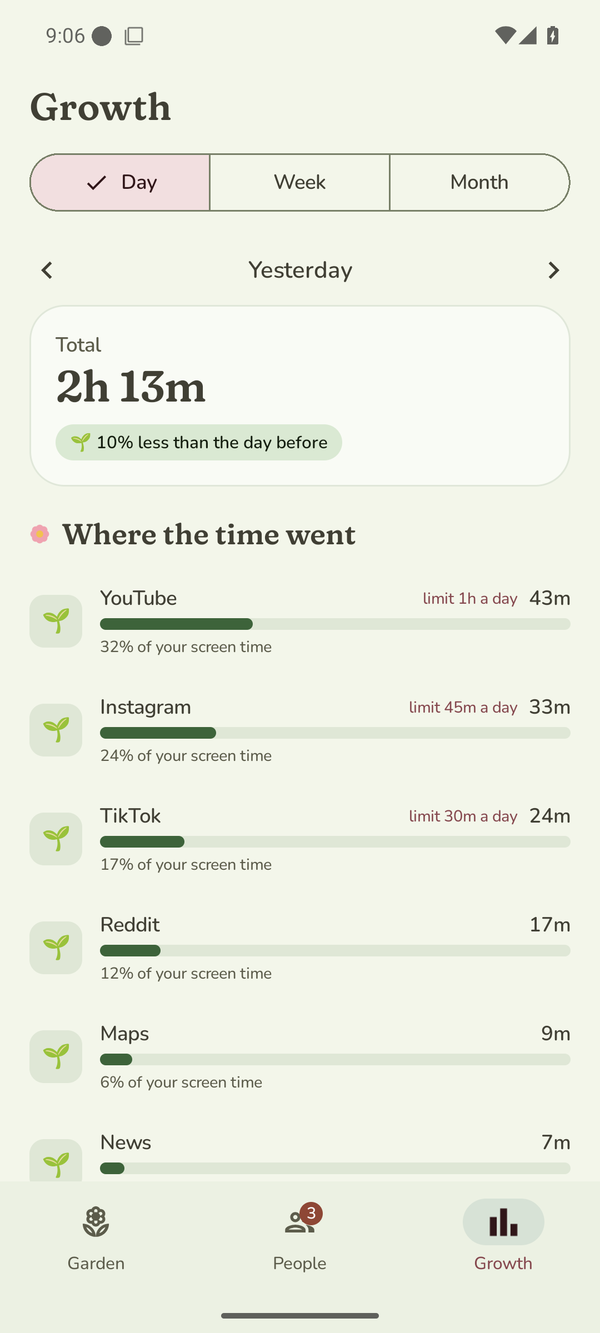 9:06
Growth
Day Week Month
Yesterday
Total
2h 13m
10% less than the day before
Where the time went
YouTube limit 1h a day 43m
32% of your screen time
Instagram limit 45m a day 33m
24% of your screen time
TikTok limit 30m a day 24m
17% of your screen time
Reddit 17m
12% of your screen time
Maps 9m
6% of your screen time
News 7m
3
Garden People Growth